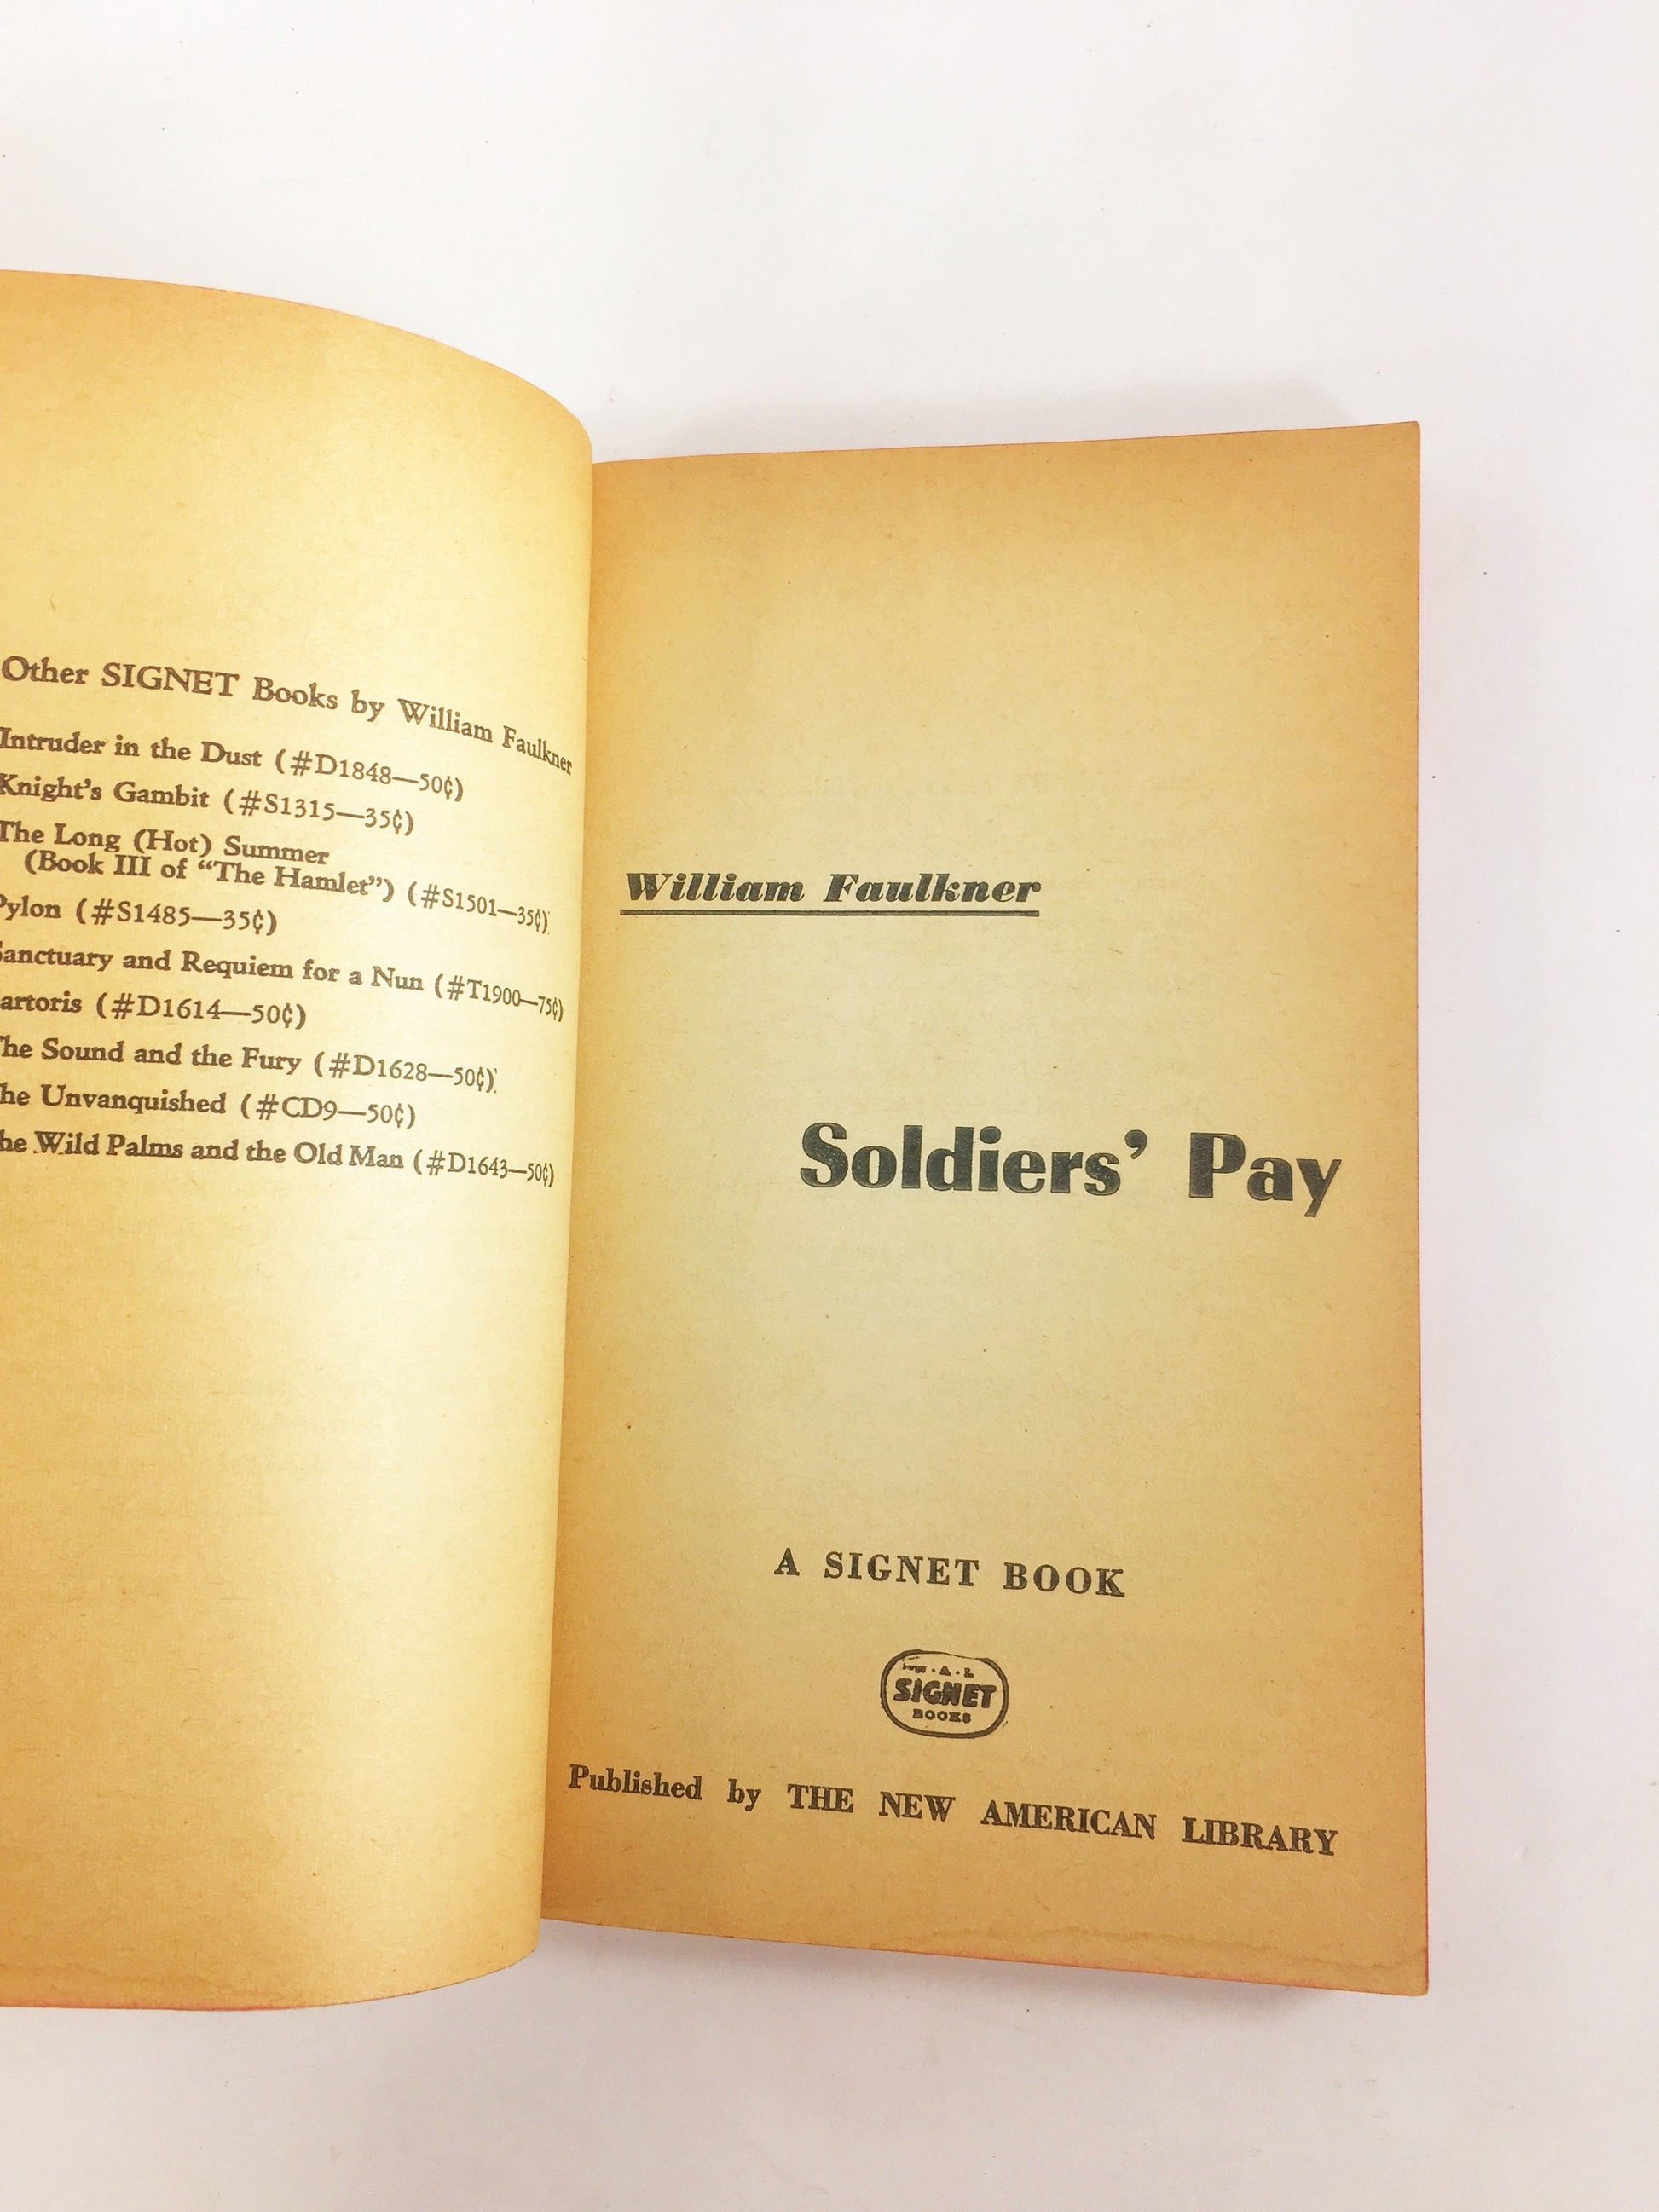 Other SIGNET Books by William Faulkner
Intruder in the Dust (#D1848—50¢)
Knight's Gambit (#S1315—35¢)
The Long (Hot) Summer
(Book III of “The Hamlet”) (#S1501—35¢)
Pylon (#S1485—35¢)
Sanctuary and Requiem for a Nun (#T1900—75¢)
artoris (#D1614—50¢)
The Sound and the Fury (#D1628—50¢)
he Unvanquished (#CD9—50¢)
he Wild Palms and the Old Man (#D1643—50¢)
William Faulkner
Soldiers’ Pay
A SIGNET BOOK
SIGNET
BOOKS
Published by THE NEW AMERICAN LIBRARY